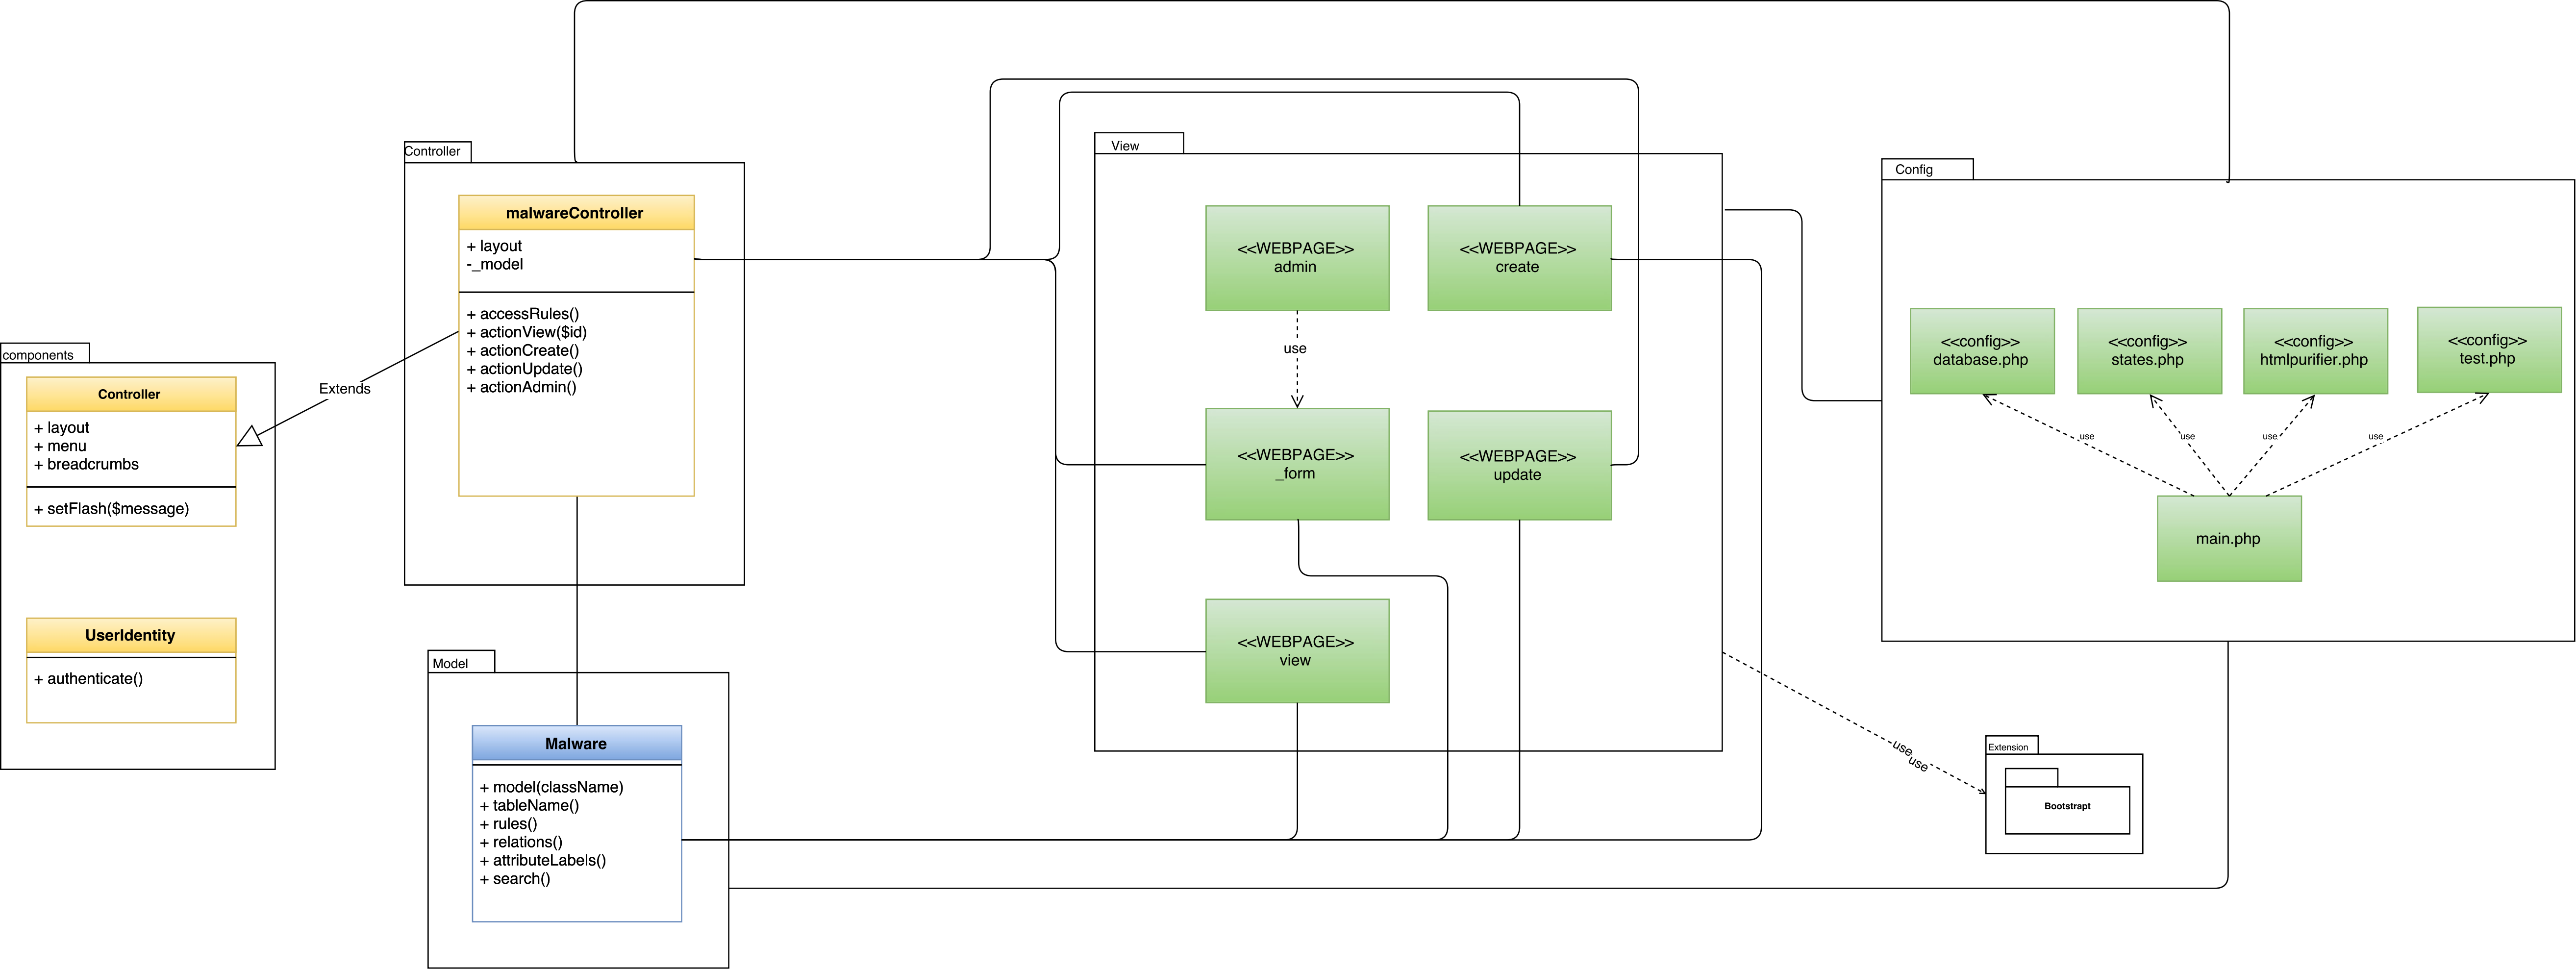 components
Controller
+ layout
+ menu
+ breadcrumbs
+ setFlash($message)
UserIdentity
+ authenticate()
Extends
Controller
malwareController
+ layout
-_model
+ accessRules()
+ actionView($id)
+ actionCreate()
+ actionUpdate()
+ actionAdmin()
Model
Malware
+ model(className)
+ tableName()
+ rules()
+ relations()
+ attributeLabels()
+ search()
View
<<WEBPAGE>>
admin
<<WEBPAGE>>
create
use
<<WEBPAGE>>
_form
<<WEBPAGE>>
update
<<WEBPAGE>>
view
Config
<<config>>
database.php
<<config>>
states.php
<<config>>
htmlpurifier.php
<<config>>
test.php
use
use
use
use
main.php
use
use
Extension
Bootstrapt